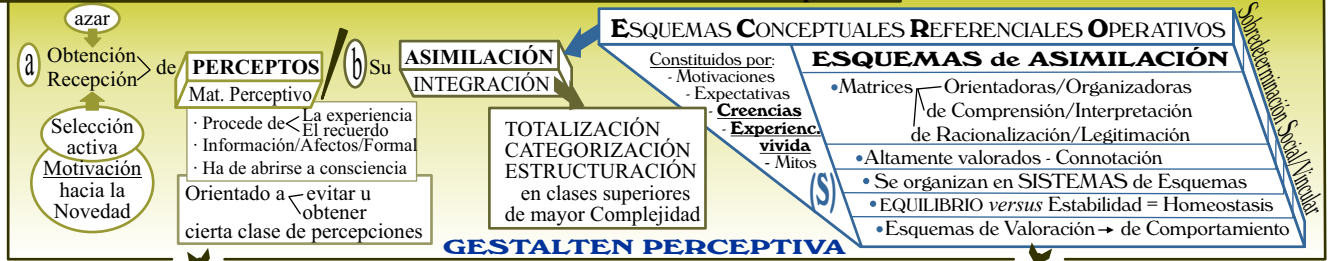 azar
a
Obtención
Recepción
de
PERCEPTOS
Mat. Perceptivo
· Procede de
La experiencia
El recuerdo
· Información/Afectos/Formal
· Ha de abrirse a consciencia
Orientado a
evitar u
obtener
cierta clase de percepciones
Selección
activa
Motivación
hacia la
Novedad
b
Su
ASIMILACIÓN
INTEGRACIÓN
TOTALIZACIÓN
CATEGORIZACIÓN
ESTRUCTURACIÓN
en clases superiores
de mayor Complejidad
GESTALTEN PERCEPTIVA
ESQUEMAS CONCEPTUALES REFERENCIALES OPERATIVOS
Constituidos por:
- Motivaciones
- Expectativas
- Creencias
- Experienc.
vivida
- Mitos
(S)
ESQUEMAS de ASIMILACIÓN
•Matrices
Orientadoras/Organizadoras
de Comprensión/Interpretación
de Racionalización/Legitimación
•Altamente valorados - Connotación
• Se organizan en SISTEMAS de Esquemas
•EQUILIBRIO versus Estabilidad = Homeostasis
•Esquemas de Valoración → de Comportamiento
Sobredeterminación Social/Vincular